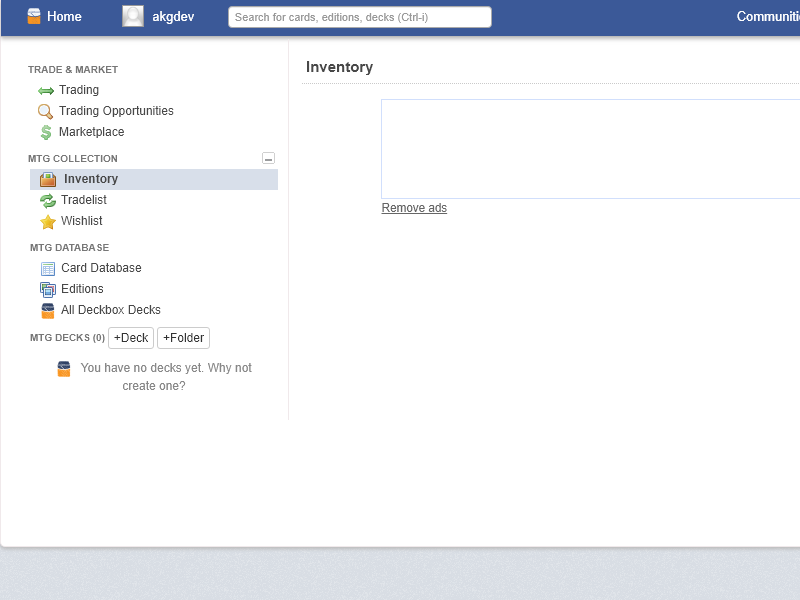 Home
akgdev
Search for cards, editions, decks (Ctrl-i)
TRADE & MARKET
Trading
Trading Opportunities
Marketplace
MTG COLLECTION
Inventory
Tradelist
Wishlist
MTG DATABASE
Card Database
Editions
All Deckbox Decks
MTG DECKS (0) +Deck +Folder
You have no decks yet. Why not
create one?
Inventory
Remove ads